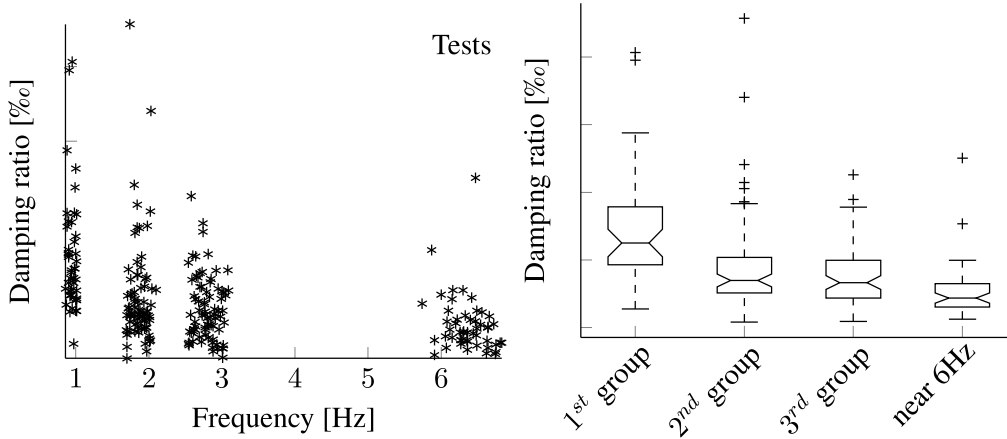 Tests
Damping ratio [‰]
1 2 3 4 5 6
Frequency [Hz]
Damping ratio [‰]
1st group
2nd group
3rd group
near 6Hz